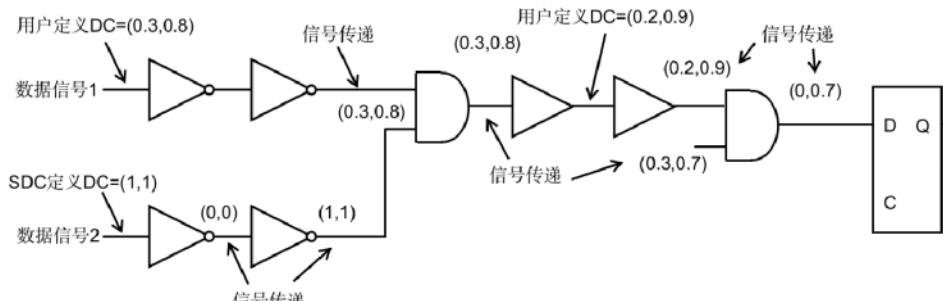 用户定义DC=(0.3,0.8)
用户定义DC=(0.2,0.9)
信号传递
信号传递
(0.3,0.8)
(0.2,0.9)
(0,0.7)
数据信号1
(0.3,0.8)
D Q
(0.3,0.7)
信号传递
SDC定义DC=(1,1)
(0,0)
(1,1)
C
数据信号2
信号传递